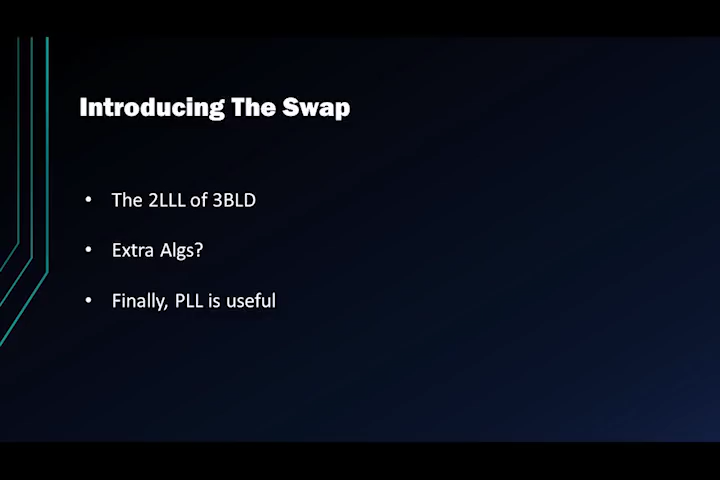 Introducing The Swap
• The 2LLL of 3BLD
• Extra Algs?
• Finally, PLL is useful